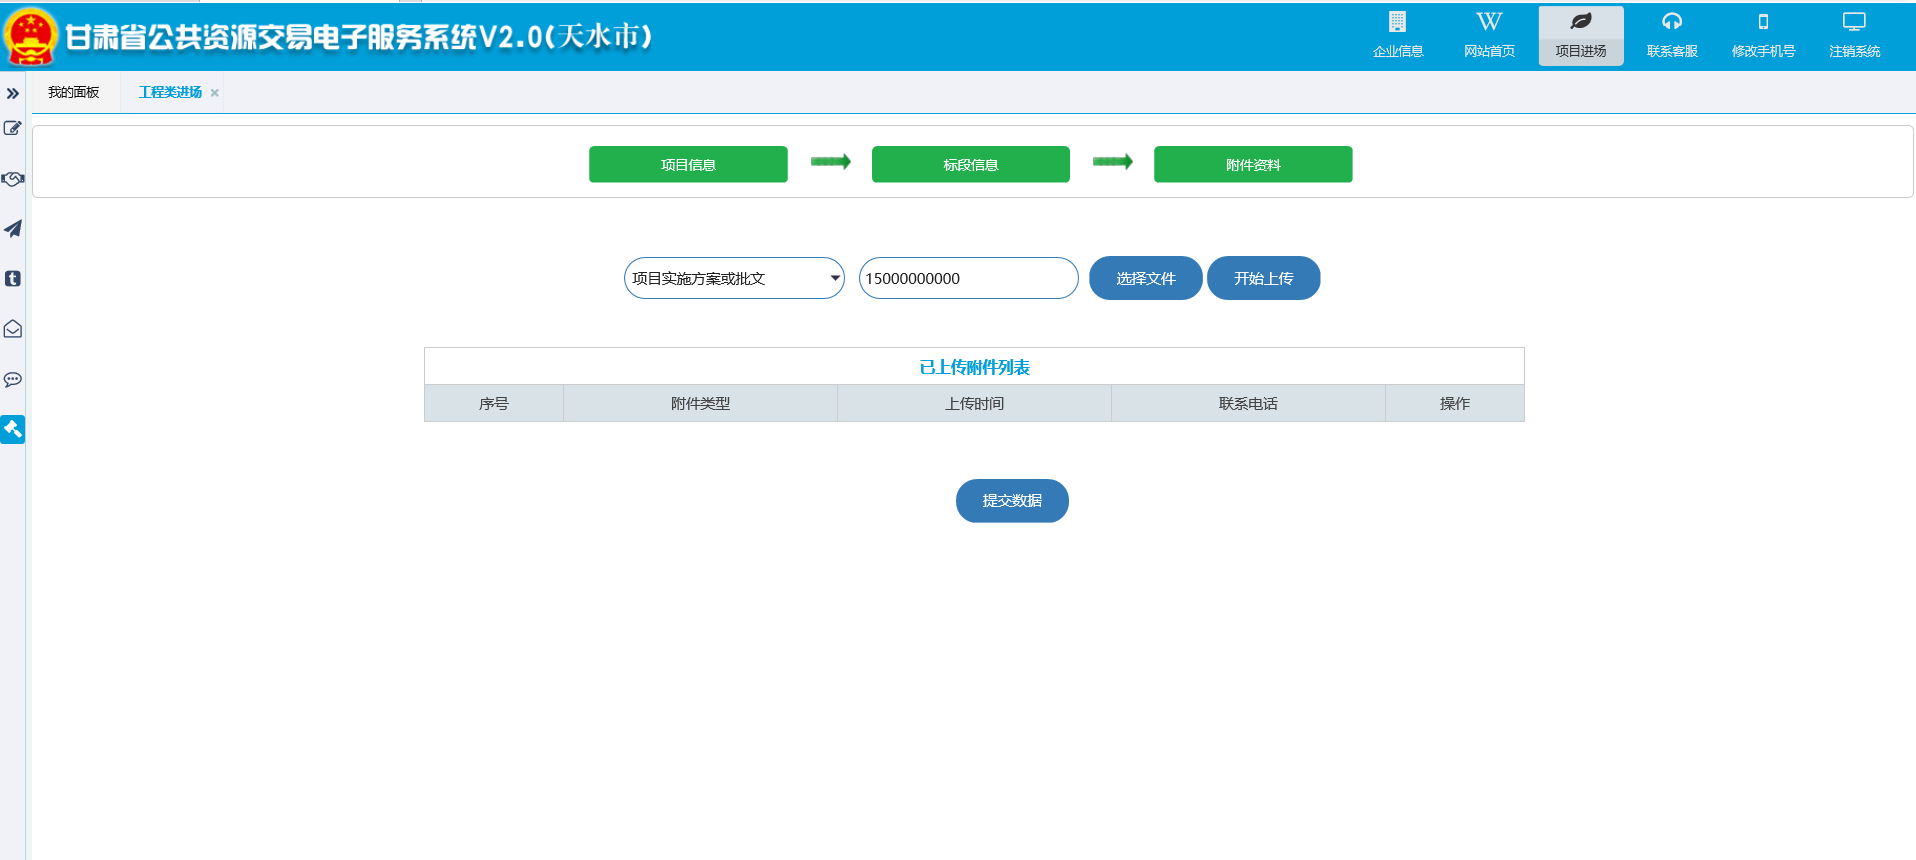 甘肃省公共资源交易电子服务系统V2.0(天水市)
企业信息
网站首页
项目进场
联系客服
修改手机号
注销系统
我的面板
工程类进场
项目信息
标段信息
附件资料
项目实施方案或批文
15000000000
选择文件
开始上传
已上传附件列表
序号 附件类型 上传时间 联系电话 操作
提交数据